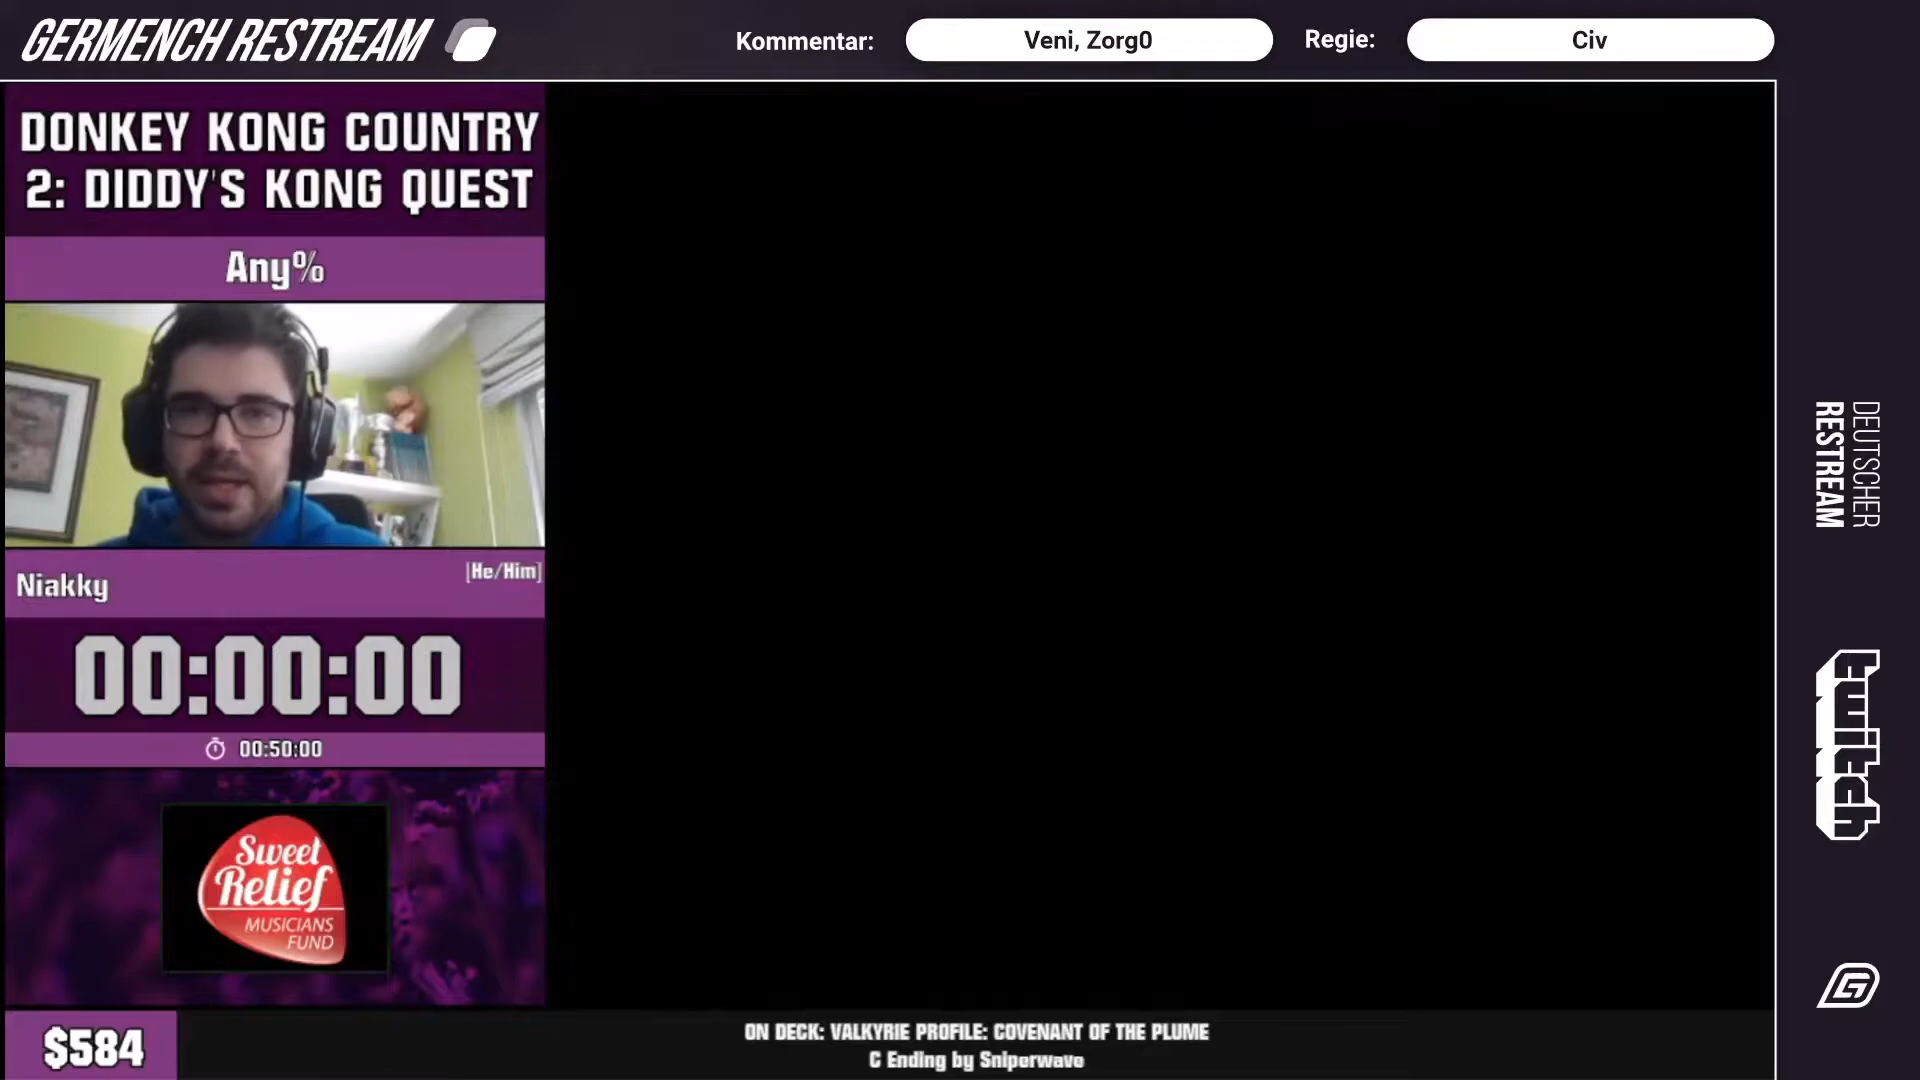 GERMENCH RESTREAM
Kommentar:
Veni, Zorg0
Regie:
Civ
DONKEY KONG COUNTRY
2: DIDDY'S KONG QUEST
Any%
Niakky
[He/Him]
00:00:00
00:50:00
Sweet
Relief
MUSICIANS
FUND
$584
ON DECK: VALKYRIE PROFILE: COVENANT OF THE PLUME
C Ending by Sniperwave
DEUTSCHER
RESTREAM
twitch
G